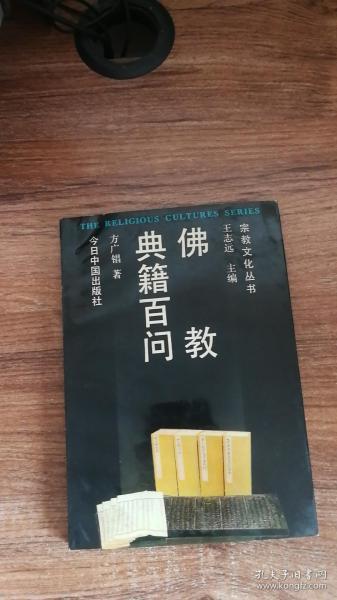 THE RELIGIOUS CULTURES SERIES
宗教文化丛书
王志远 主编
佛教
典籍百问
方广锠 著
今日中国出版社
孔夫子旧书网